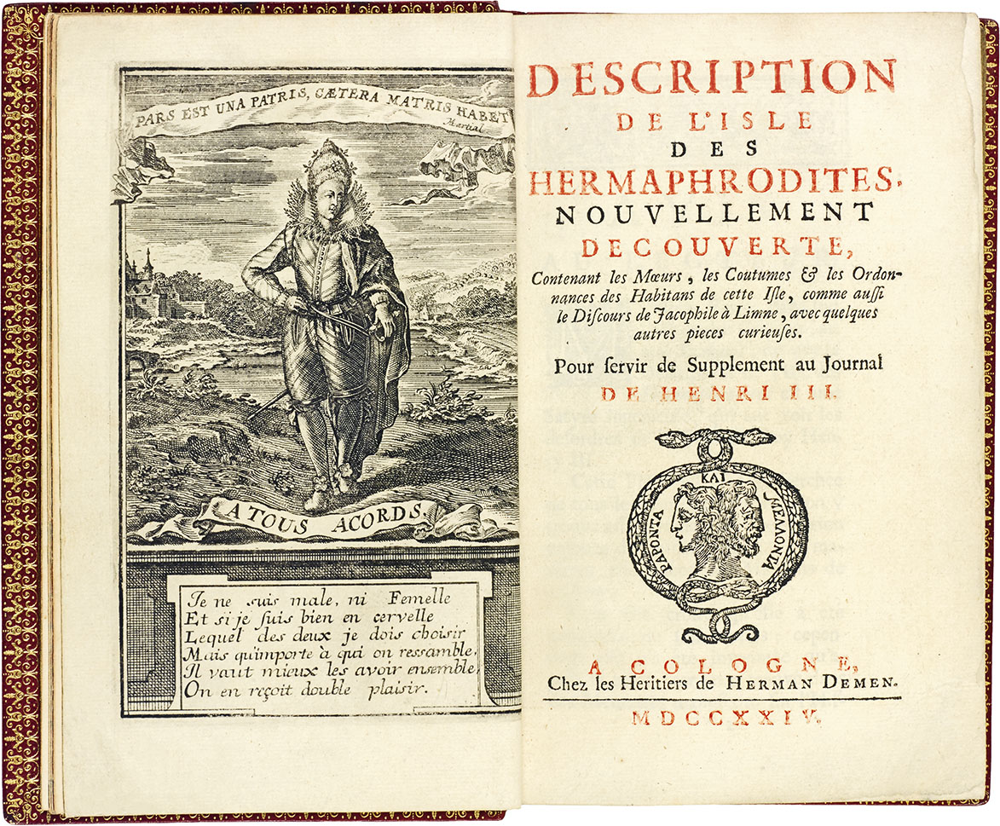 PARS EST UNA PATRIS, CÆTERA MATRIS HABET
Martial
A TOUS ACORDS
Je ne suis male, ni Femelle
Et si je suis bien en cervelle
Lequel des deux je dois choisir
Mais qu'importe à qui on ressamble,
Il vaut mieux les avoir ensemble,
On en reçoit double plaisir.
DESCRIPTION
DE L'ISLE
DES
HERMAPHRODITES,
NOUVELLEMENT
DECOUVERTE,
Contenant les Mœurs, les Coutumes & les Ordon-
nances des Habitans de cette Iſle, comme auſſi
le Diſcours de Jacophile à Limne, avec quelques
autres pieces curieuſes.
Pour ſervir de Supplement au Journal
DE HENRI III.
ΠΑΡΟΝΤΑ
ΚΑΙ
ΜΕΛΛΟΝΤΑ
A COLOGNE,
Chez les Heritiers de HERMAN DEMEN.
MDCCXXIV.